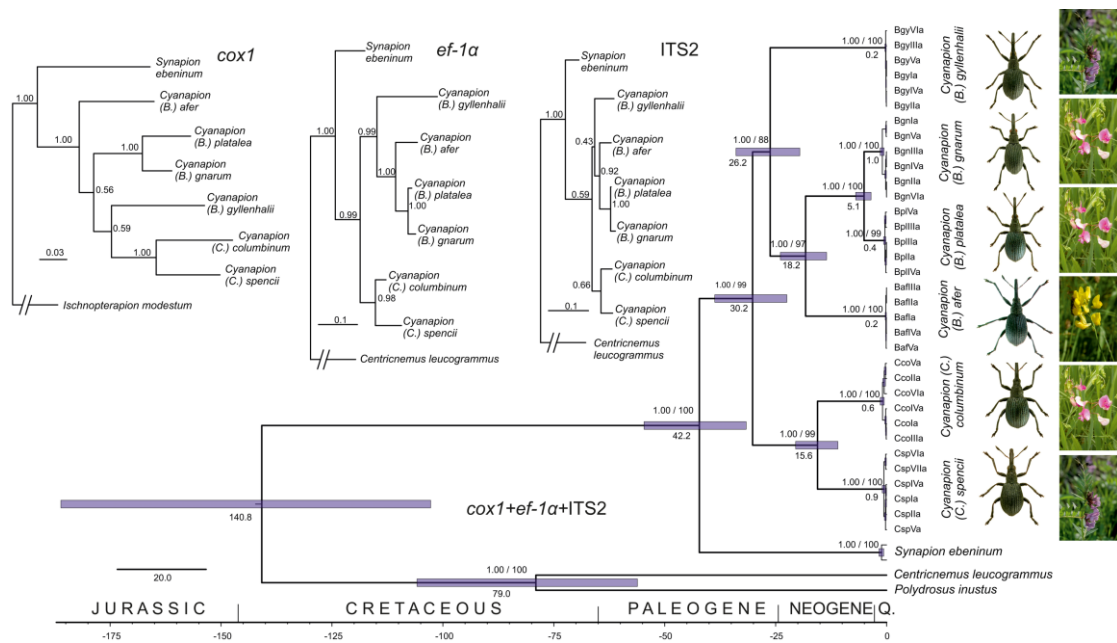 cox1
Synapion
ebeninum
1.00
Cyanapion
(B.) afer
1.00
Cyanapion
(B.) platalea
1.00
Cyanapion
(B.) gnarum
0.56
Cyanapion
(B.) gyllenhalii
0.59
Cyanapion
(C.) columbinum
1.00
Cyanapion
(C.) spencii
0.03
Ischnopterapion modestum
ef-1α
Synapion
ebeninum
1.00
Cyanapion
(B.) gyllenhalii
0.99
Cyanapion
(B.) afer
1.00
Cyanapion
(B.) platalea
1.00
Cyanapion
(B.) gnarum
0.99
Cyanapion
(C.) columbinum
0.98
Cyanapion
(C.) spencii
0.1
Centricnemus leucogrammus
ITS2
Synapion
ebeninum
Cyanapion
(B.) gyllenhalii
0.43
Cyanapion
(B.) afer
0.92
Cyanapion
(B.) platalea
1.00
0.59
Cyanapion
(B.) gnarum
Cyanapion
(C.) columbinum
0.66
Cyanapion
(C.) spencii
0.1
Centricnemus
leucogrammus
BgyVIa
BgyIIIa
BgyVa
BgyIa
BgyIVa
BgyIIa
1.00 / 100
0.2
Cyanapion
(B.) gyllenhalii
1.00 / 88
26.2
BgnIa
BgnVa
BgnIIIa
BgnIVa
BgnIIa
BgnVIa
1.00 / 100
1.0
Cyanapion
(B.) gnarum
1.00 / 100
5.1
BpIVa
BpIIIIa
BpIIIa
BpIIa
BpIIVa
1.00 / 99
0.4
Cyanapion
(B.) platalea
1.00 / 97
18.2
BafIIIa
BafIIa
BafIa
BafIVa
BafVa
1.00 / 100
0.2
Cyanapion
(B.) afer
1.00 / 99
30.2
CcoVa
CcoIIa
CcoVIa
CcoIVa
CcoIa
CcoIIIa
1.00 / 100
0.6
Cyanapion (C.)
columbinum
1.00 / 99
15.6
CspVIa
CspVIIa
CspIVa
CspIa
CspIIa
CspVa
1.00 / 100
0.9
Cyanapion
(C.) spencii
1.00 / 100
42.2
140.8
cox1+ef-1α+ITS2
1.00 / 100
Synapion ebeninum
1.00 / 100
79.0
Centricnemus leucogrammus
Polydrosus inustus
20.0
JURASSIC
CRETACEOUS
PALEOGENE
NEOGENE
Q.
-175 -150 -125 -100 -75 -50 -25 0